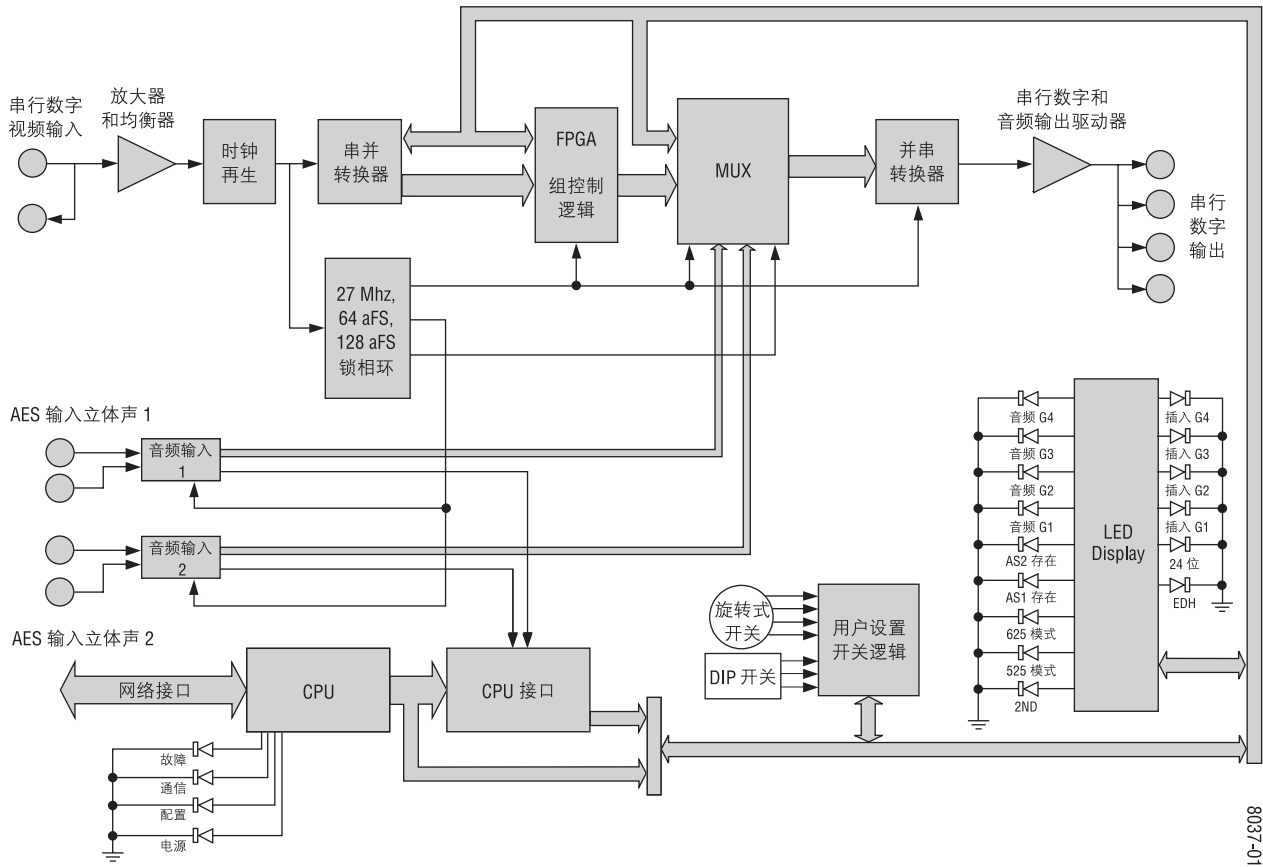 串行数字
视频输入
放大器
和均衡器
时钟
再生
串并
转换器
FPGA
组控制
逻辑
MUX
并串
转换器
串行数字和
音频输出驱动器
串行
数字
输出
27 Mhz,
64 aFS,
128 aFS
锁相环
AES 输入立体声 1
音频输入
1
音频输入
2
AES 输入立体声 2
网络接口
CPU
CPU 接口
故障
通信
配置
电源
旋转式
开关
DIP 开关
用户设置
开关逻辑
音频 G4
音频 G3
音频 G2
音频 G1
AS2 存在
AS1 存在
625 模式
525 模式
2ND
LED
Display
插入 G4
插入 G3
插入 G2
插入 G1
24 位
EDH
8037-01